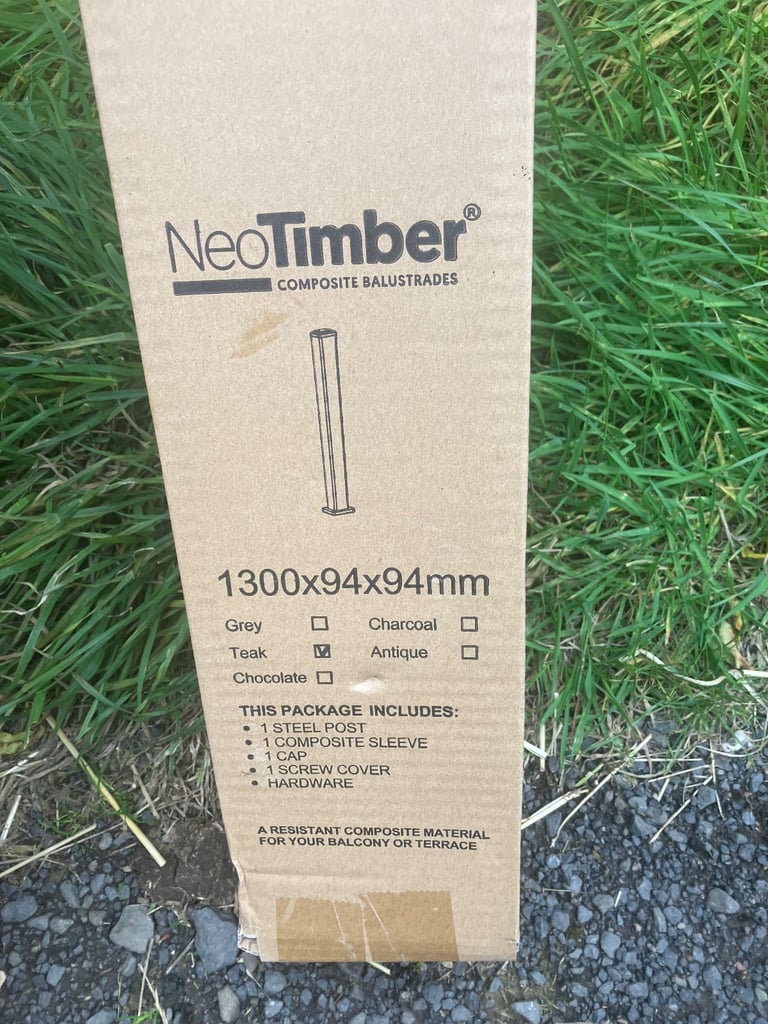 NeoTimber®
COMPOSITE BALUSTRADES
1300x94x94mm
Grey ☐ Charcoal ☐
Teak ☑ Antique ☐
Chocolate ☐
THIS PACKAGE INCLUDES:
• 1 STEEL POST
• 1 COMPOSITE SLEEVE
• 1 CAP
• 1 SCREW COVER
• HARDWARE
A RESISTANT COMPOSITE MATERIAL
FOR YOUR BALCONY OR TERRACE